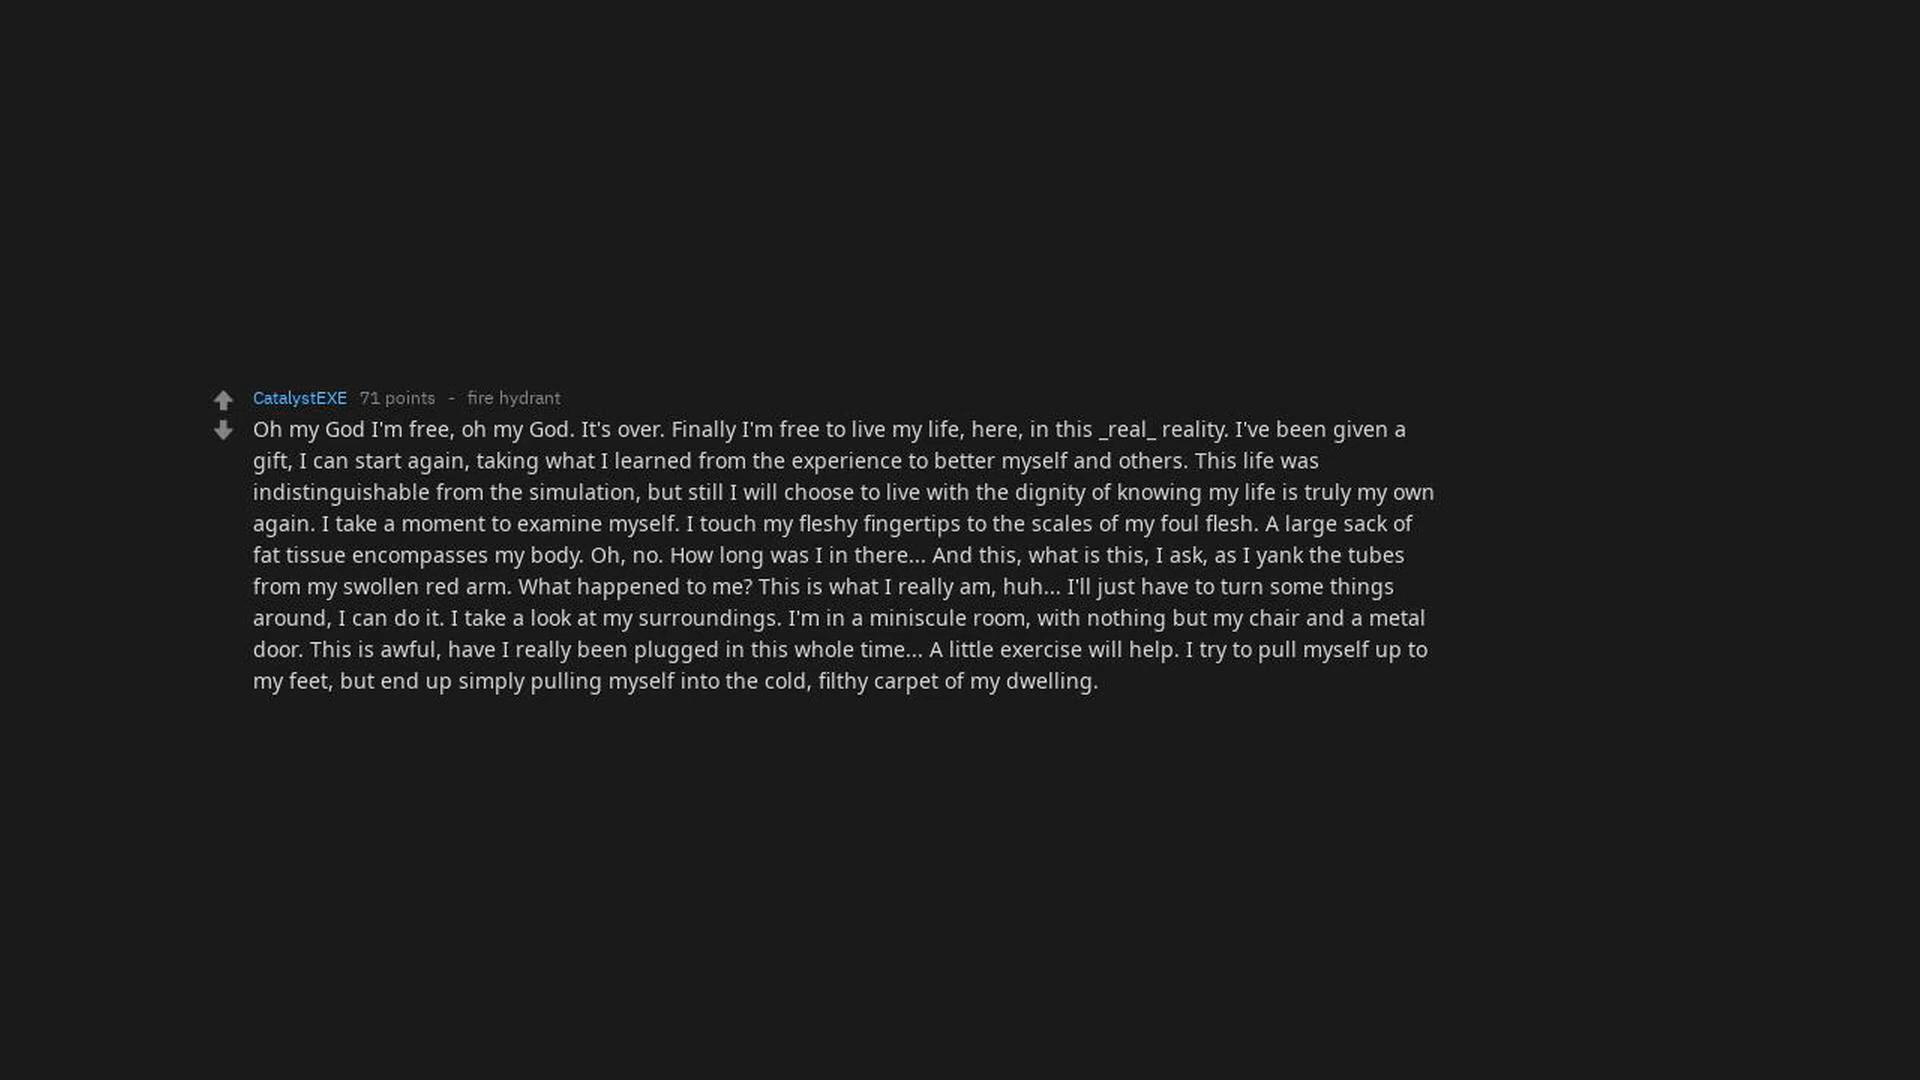 CatalystEXE 71 points - fire hydrant
Oh my God I'm free, oh my God. It's over. Finally I'm free to live my life, here, in this _real_ reality. I've been given a
gift, I can start again, taking what I learned from the experience to better myself and others. This life was
indistinguishable from the simulation, but still I will choose to live with the dignity of knowing my life is truly my own
again. I take a moment to examine myself. I touch my fleshy fingertips to the scales of my foul flesh. A large sack of
fat tissue encompasses my body. Oh, no. How long was I in there... And this, what is this, I ask, as I yank the tubes
from my swollen red arm. What happened to me? This is what I really am, huh... I'll just have to turn some things
around, I can do it. I take a look at my surroundings. I'm in a miniscule room, with nothing but my chair and a metal
door. This is awful, have I really been plugged in this whole time... A little exercise will help. I try to pull myself up to
my feet, but end up simply pulling myself into the cold, filthy carpet of my dwelling.